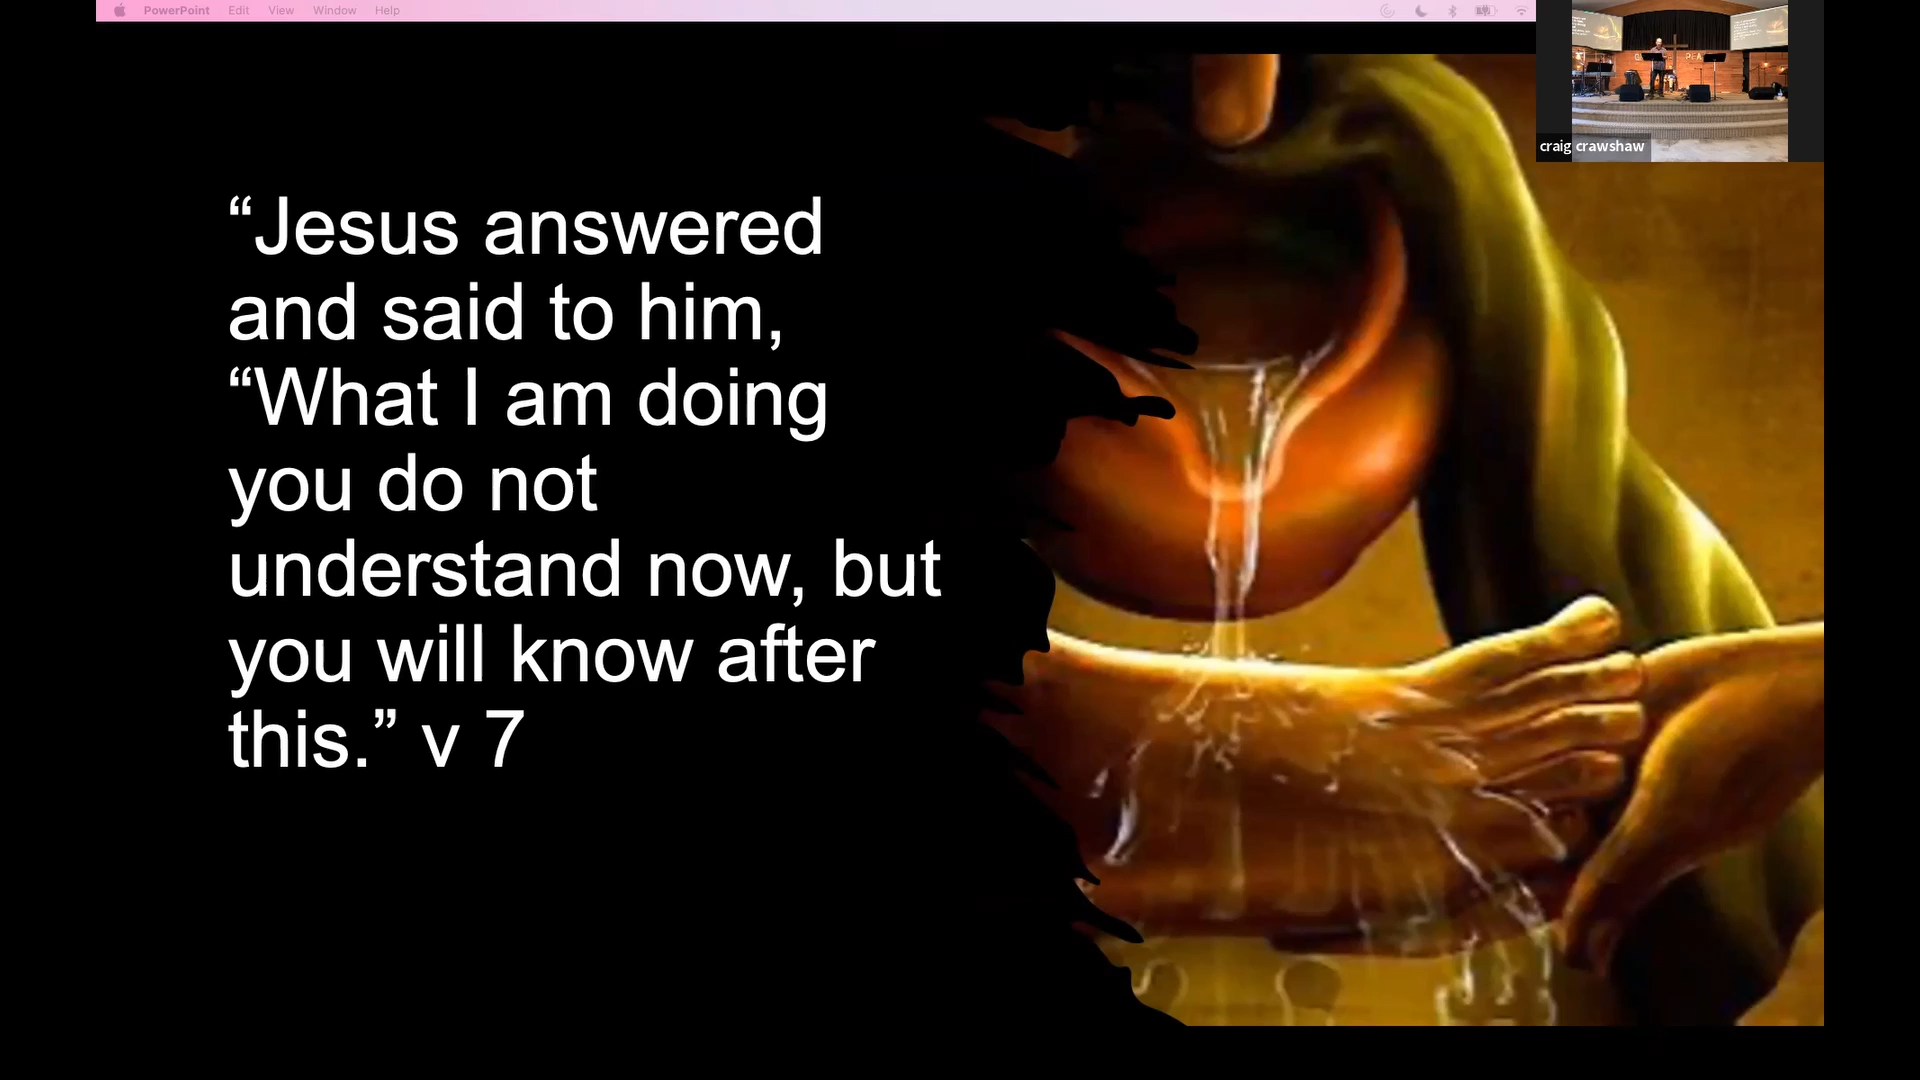 PowerPoint Edit View Window Help
craig crawshaw
“Jesus answered
and said to him,
“What I am doing
you do not
understand now, but
you will know after
this.” v 7